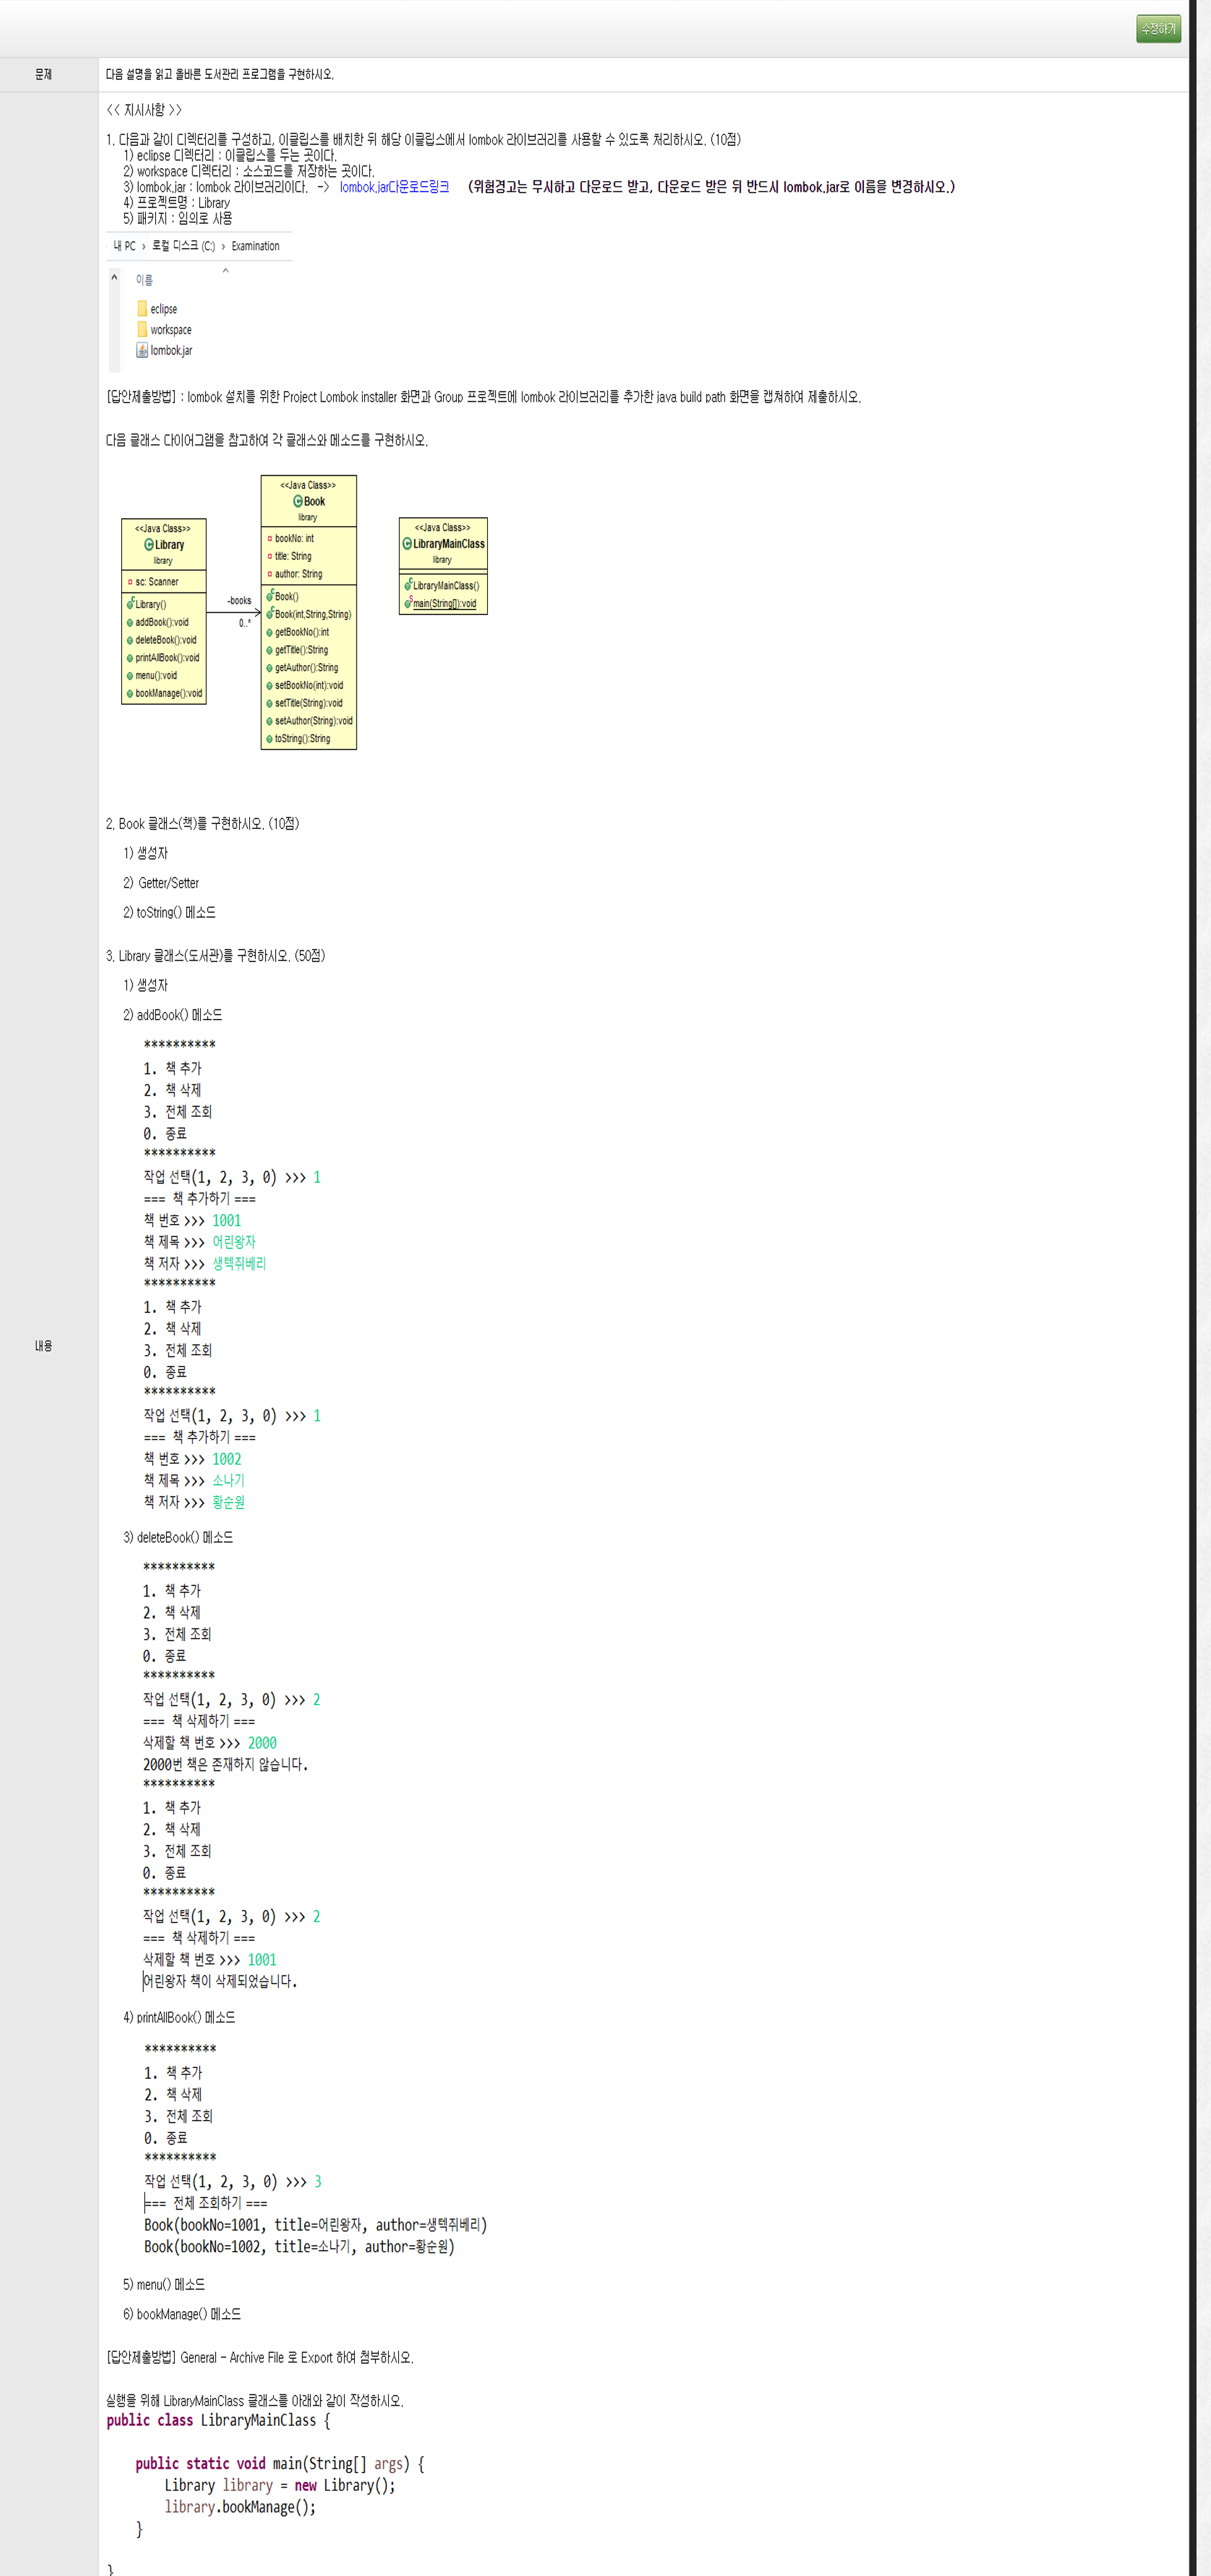 수정하기
문제
다음 설명을 읽고 올바른 도서관리 프로그램을 구현하시오.
내용
<< 지시사항 >>
1. 다음과 같이 디렉터리를 구성하고, 이클립스를 배치한 뒤 해당 이클립스에서 lombok 라이브러리를 사용할 수 있도록 처리하시오. (10점)
1) eclipse 디렉터리 : 이클립스를 두는 곳이다.
2) workspace 디렉터리 : 소스코드를 저장하는 곳이다.
3) lombok.jar : lombok 라이브러리이다. -> lombok.jar다운로드링크 (위험경고는 무시하고 다운로드 받고, 다운로드 받은 뒤 반드시 lombok.jar로 이름을 변경하시오.)
4) 프로젝트명 : Library
5) 패키지 : 임의로 사용
내 PC > 로컬 디스크 (C:) > Examination
이름
eclipse
workspace
lombok.jar
[답안제출방법] : lombok 설치를 위한 Project Lombok installer 화면과 Group 프로젝트에 lombok 라이브러리를 추가한 java build path 화면을 캡쳐하여 제출하시오.
다음 클래스 다이어그램을 참고하여 각 클래스와 메소드를 구현하시오.
<<Java Class>>
Library
library
sc: Scanner
Library()
addBook():void
deleteBook():void
printAllBook():void
menu():void
bookManage():void
-books
0..*
<<Java Class>>
Book
library
bookNo: int
title: String
author: String
Book()
Book(int,String,String)
getBookNo():int
getTitle():String
getAuthor():String
setBookNo(int):void
setTitle(String):void
setAuthor(String):void
toString():String
<<Java Class>>
LibraryMainClass
library
LibraryMainClass()
main(String[]):void
2. Book 클래스(책)를 구현하시오. (10점)
1) 생성자
2) Getter/Setter
2) toString() 메소드
3. Library 클래스(도서관)를 구현하시오. (50점)
1) 생성자
2) addBook() 메소드
**********
1. 책 추가
2. 책 삭제
3. 전체 조회
0. 종료
**********
작업 선택(1, 2, 3, 0) >>> 1
=== 책 추가하기 ===
책 번호 >>> 1001
책 제목 >>> 어린왕자
책 저자 >>> 생텍쥐베리
**********
1. 책 추가
2. 책 삭제
3. 전체 조회
0. 종료
**********
작업 선택(1, 2, 3, 0) >>> 1
=== 책 추가하기 ===
책 번호 >>> 1002
책 제목 >>> 소나기
책 저자 >>> 황순원
3) deleteBook() 메소드
**********
1. 책 추가
2. 책 삭제
3. 전체 조회
0. 종료
**********
작업 선택(1, 2, 3, 0) >>> 2
=== 책 삭제하기 ===
삭제할 책 번호 >>> 2000
2000번 책은 존재하지 않습니다.
**********
1. 책 추가
2. 책 삭제
3. 전체 조회
0. 종료
**********
작업 선택(1, 2, 3, 0) >>> 2
=== 책 삭제하기 ===
삭제할 책 번호 >>> 1001
어린왕자 책이 삭제되었습니다.
4) printAllBook() 메소드
**********
1. 책 추가
2. 책 삭제
3. 전체 조회
0. 종료
**********
작업 선택(1, 2, 3, 0) >>> 3
=== 전체 조회하기 ===
Book(bookNo=1001, title=어린왕자, author=생텍쥐베리)
Book(bookNo=1002, title=소나기, author=황순원)
5) menu() 메소드
6) bookManage() 메소드
[답안제출방법] General - Archive File 로 Export 하여 첨부하시오.
실행을 위해 LibraryMainClass 클래스를 아래와 같이 작성하시오.
public class LibraryMainClass {
public static void main(String[] args) {
Library library = new Library();
library.bookManage();
}
}